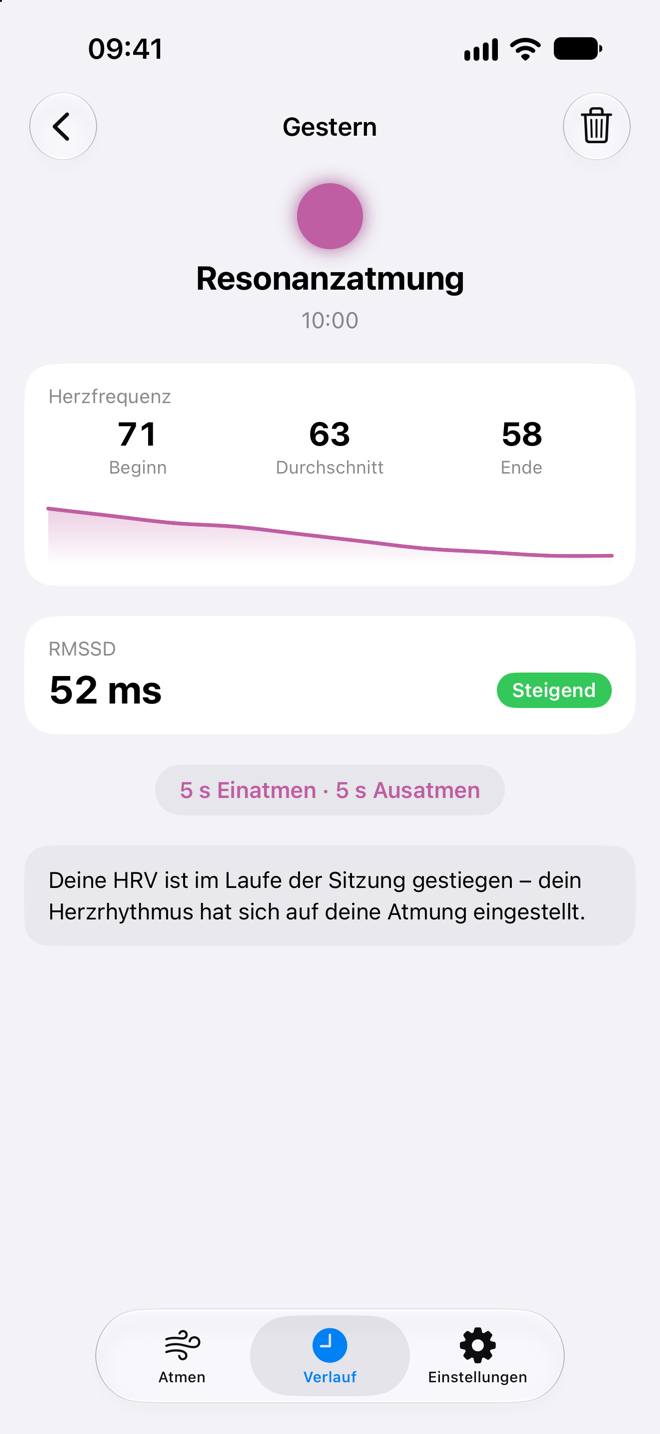 09:41
Gestern
Resonanzatmung
10:00
Herzfrequenz
71 63 58
Beginn Durchschnitt Ende
RMSSD
52 ms Steigend
5 s Einatmen · 5 s Ausatmen
Deine HRV ist im Laufe der Sitzung gestiegen – dein
Herzrhythmus hat sich auf deine Atmung eingestellt.
Atmen Verlauf Einstellungen